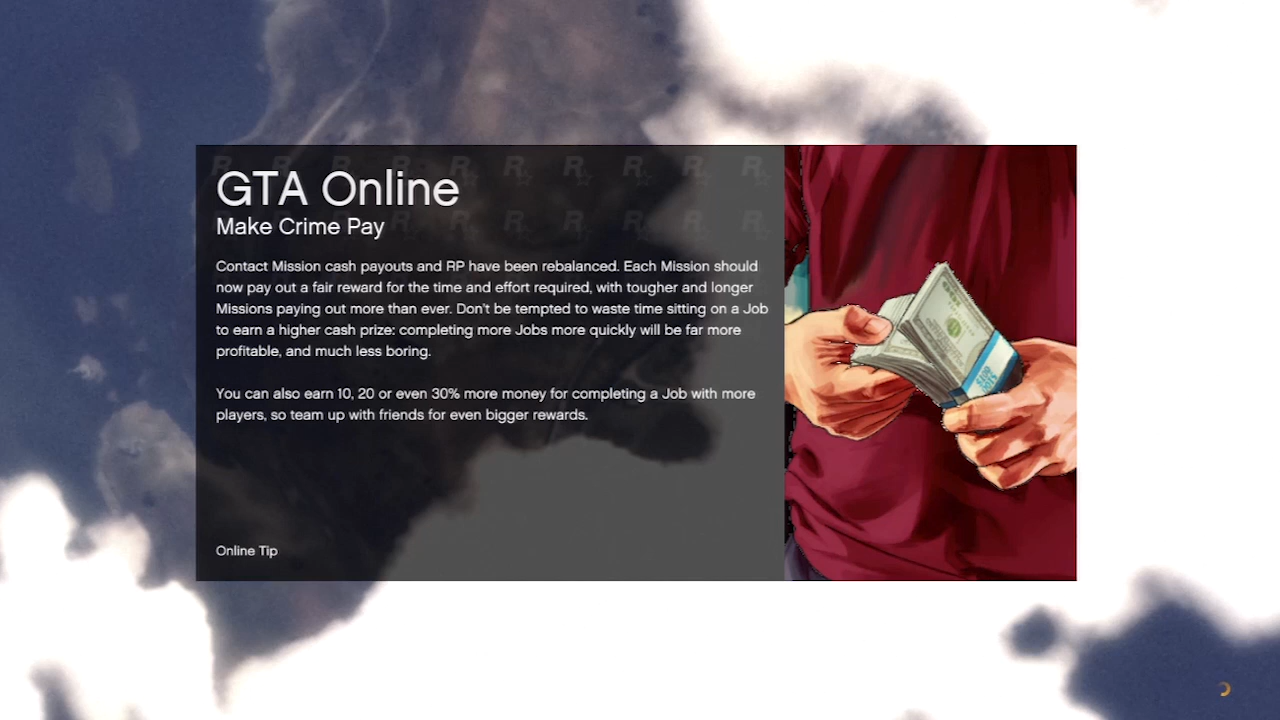 GTA Online
Make Crime Pay
Contact Mission cash payouts and RP have been rebalanced. Each Mission should
now pay out a fair reward for the time and effort required, with tougher and longer
Missions paying out more than ever. Don't be tempted to waste time sitting on a Job
to earn a higher cash prize: completing more Jobs more quickly will be far more
profitable, and much less boring.
You can also earn 10, 20 or even 30% more money for completing a Job with more
players, so team up with friends for even bigger rewards.
Online Tip